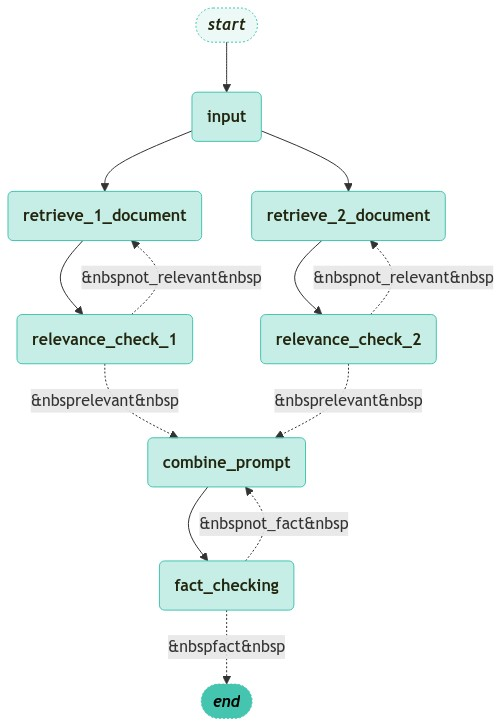 start
input
retrieve_1_document
retrieve_2_document
&nbspnot_relevant&nbsp
&nbspnot_relevant&nbsp
relevance_check_1
relevance_check_2
&nbsprelevant&nbsp
&nbsprelevant&nbsp
combine_prompt
&nbspnot_fact&nbsp
fact_checking
&nbspfact&nbsp
end